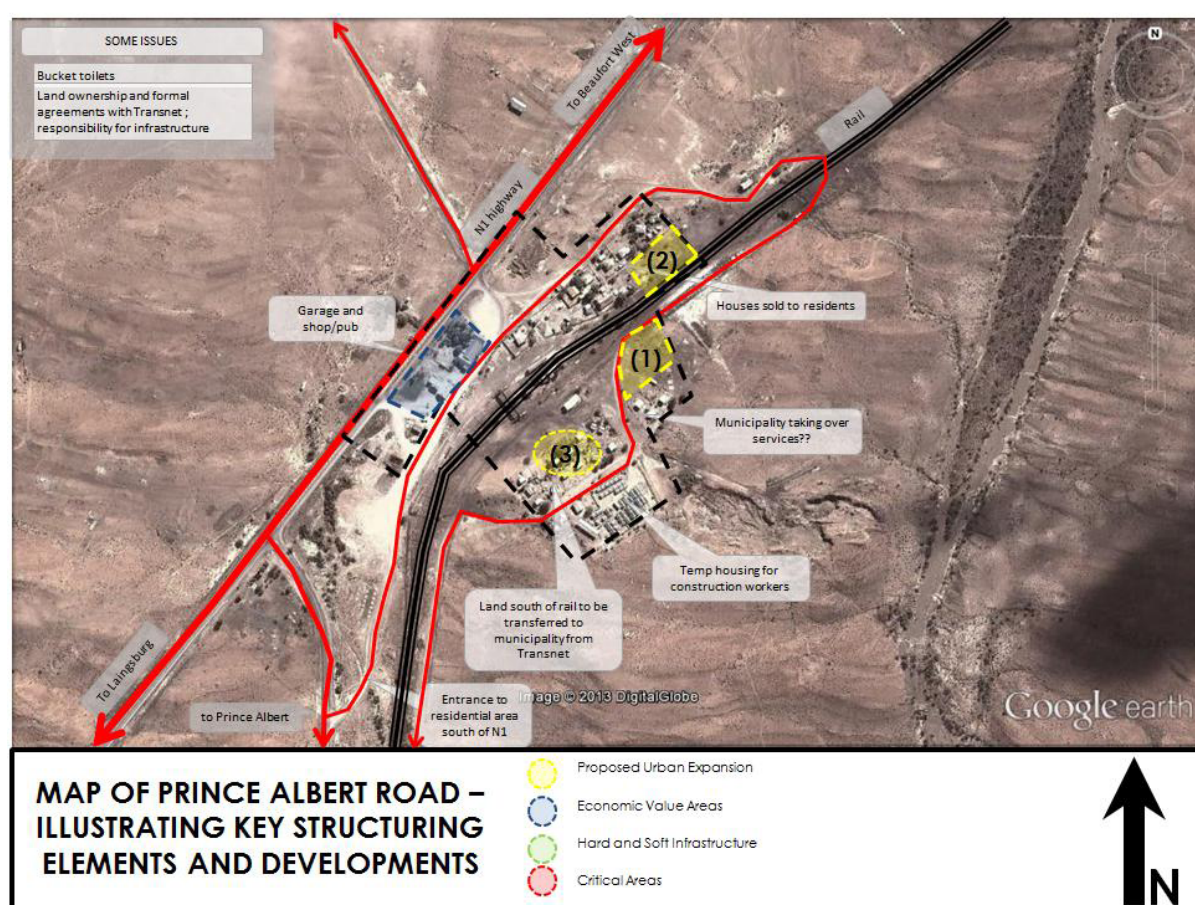 SOME ISSUES
Bucket toilets
Land ownership and formal
agreements with Transnet ;
responsibility for infrastructure
To Beaufort West
N
Rail
N1 highway
(2)
Houses sold to residents
Garage and
shop/pub
(1)
Municipality taking over
services??
(3)
Temp housing for
construction workers
Land south of rail to be
transferred to
municipality from
Transnet
To Laingsburg
to Prince Albert
Entrance to
residential area
south of N1
Image © 2013 DigitalGlobe
Google earth
MAP OF PRINCE ALBERT ROAD –
ILLUSTRATING KEY STRUCTURING
ELEMENTS AND DEVELOPMENTS
Proposed Urban Expansion
Economic Value Areas
Hard and Soft Infrastructure
Critical Areas
N